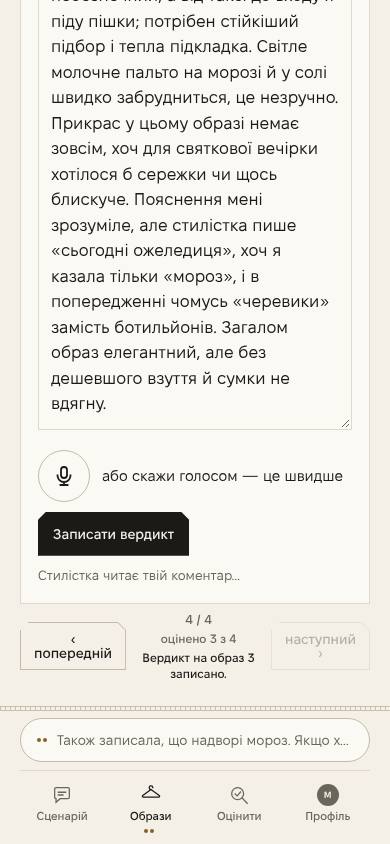 піду пішки; потрібен стійкіший
підбор і тепла підкладка. Світле
молочне пальто на морозі й у солі
швидко забрудниться, це незручно.
Прикрас у цьому образі немає
зовсім, хоч для святкової вечірки
хотілося б сережки чи щось
блискуче. Пояснення мені
зрозуміле, але стилістка пише
«сьогодні ожеледиця», хоч я
казала тільки «мороз», і в
попередженні чомусь «черевики»
замість ботильйонів. Загалом
образ елегантний, але без
дешевшого взуття й сумки не
вдягну.
або скажи голосом — це швидше
Записати вердикт
Стилістка читає твій коментар...
‹
попередній
4 / 4
оцінено 3 з 4
Вердикт на образ 3
записано.
наступний
›
Також записала, що надворі мороз. Якщо х...
Сценарій
Образи
Оцінити
М
Профіль